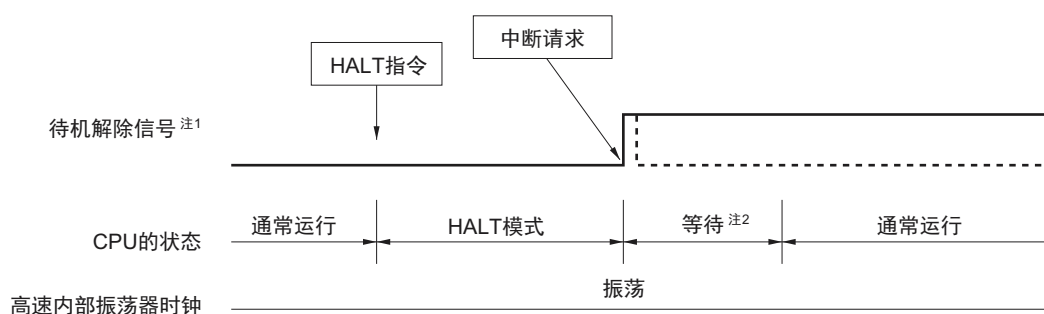 中断请求
HALT指令
待机解除信号 注1
CPU的状态
通常运行 HALT模式 等待 注2 通常运行
高速内部振荡器时钟
振荡